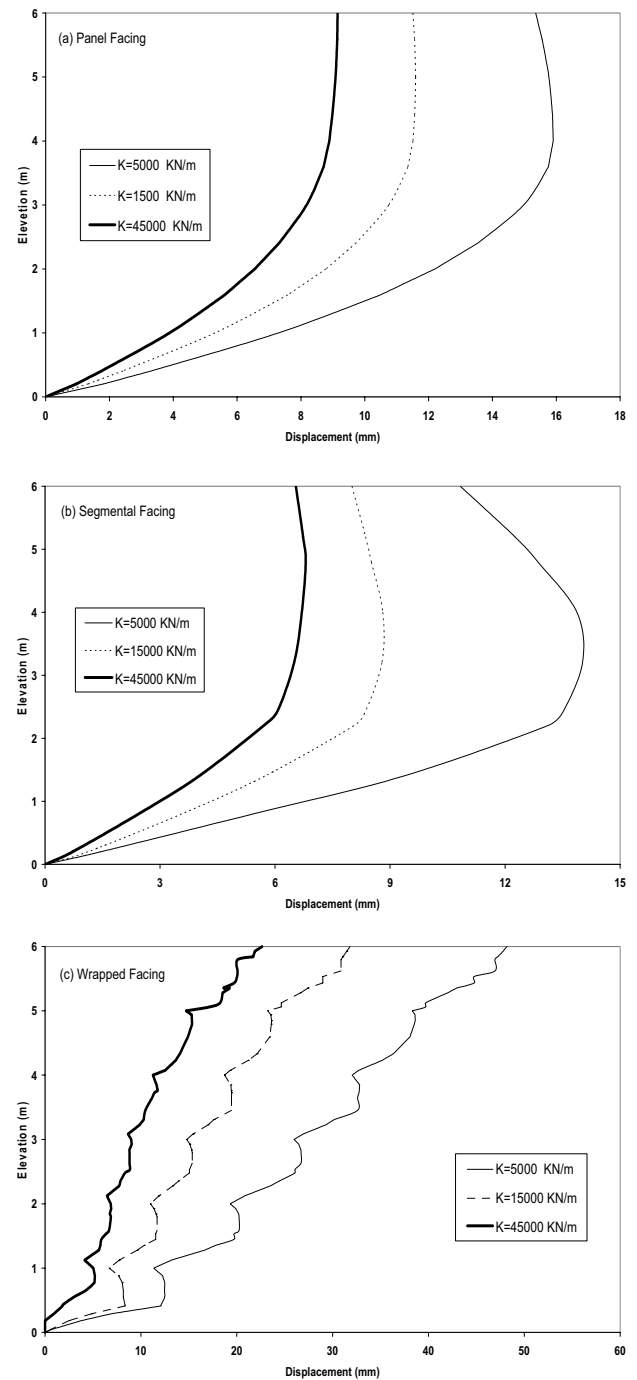 (a) Panel Facing
Elevetion (m)
6
5
4
3
2
1
0
K=5000 KN/m
K=1500 KN/m
K=45000 KN/m
0 2 4 6 8 10 12 14 16 18
Displacement (mm)
(b) Segmental Facing
Elevation (m)
6
5
4
3
2
1
0
K=5000 KN/m
K=15000 KN/m
K=45000 KN/m
0 3 6 9 12 15
Displacement (mm)
(c) Wrapped Facing
Elevation (m)
6
5
4
3
2
1
0
K=5000 KN/m
K=15000 KN/m
K=45000 KN/m
0 10 20 30 40 50 60
Displacement (mm)